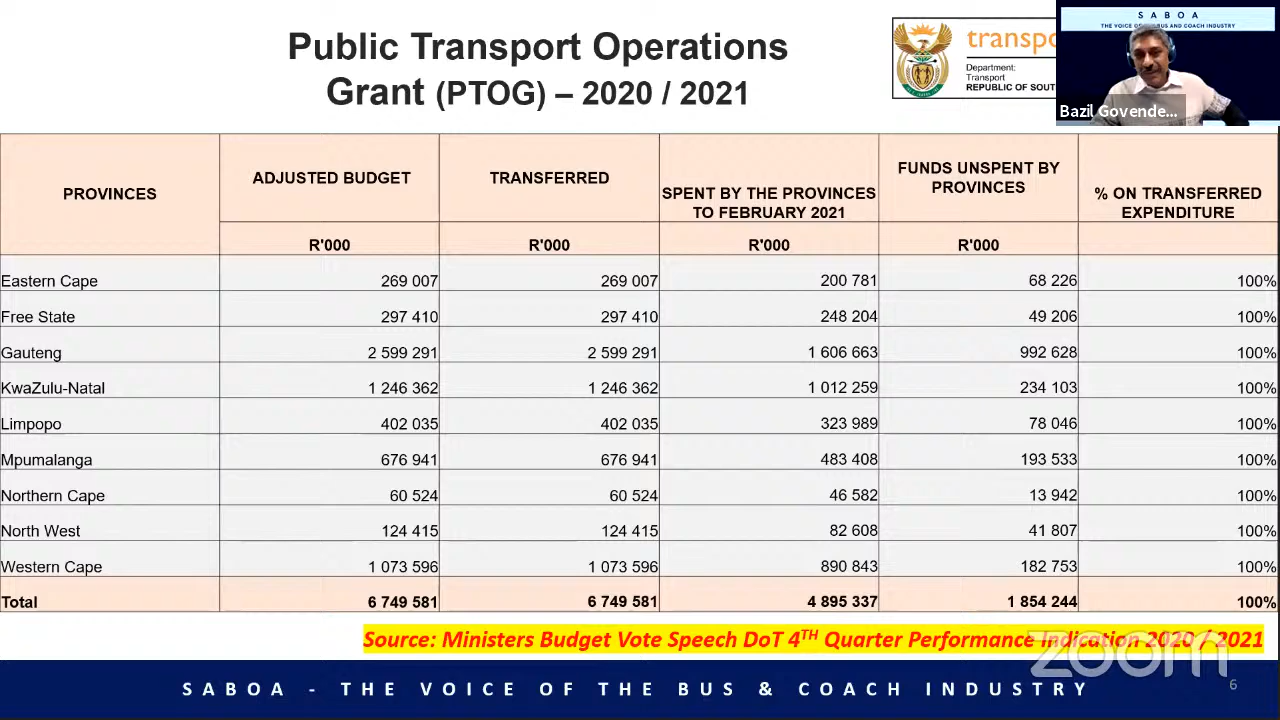 Public Transport Operations
Grant (PTOG) – 2020 / 2021
Department:
Transport
REPUBLIC OF
S A B O A
Bazil Govende...
PROVINCES
ADJUSTED BUDGET
TRANSFERRED
SPENT BY THE PROVINCES
TO FEBRUARY 2021
FUNDS UNSPENT BY
PROVINCES
% ON TRANSFERRED
EXPENDITURE
R'000 R'000 R'000 R'000
Eastern Cape 269 007 269 007 200 781 68 226 100%
Free State 297 410 297 410 248 204 49 206 100%
Gauteng 2 599 291 2 599 291 1 606 663 992 628 100%
KwaZulu-Natal 1 246 362 1 246 362 1 012 259 234 103 100%
Limpopo 402 035 402 035 323 989 78 046 100%
Mpumalanga 676 941 676 941 483 408 193 533 100%
Northern Cape 60 524 60 524 46 582 13 942 100%
North West 124 415 124 415 82 608 41 807 100%
Western Cape 1 073 596 1 073 596 890 843 182 753 100%
Total 6 749 581 6 749 581 4 895 337 1 854 244 100%
Source: Ministers Budget Vote Speech DoT 4TH Quarter Performance Indication 2020 / 2021
zoom
SABOA - THE VOICE OF THE BUS & COACH INDUSTRY
6